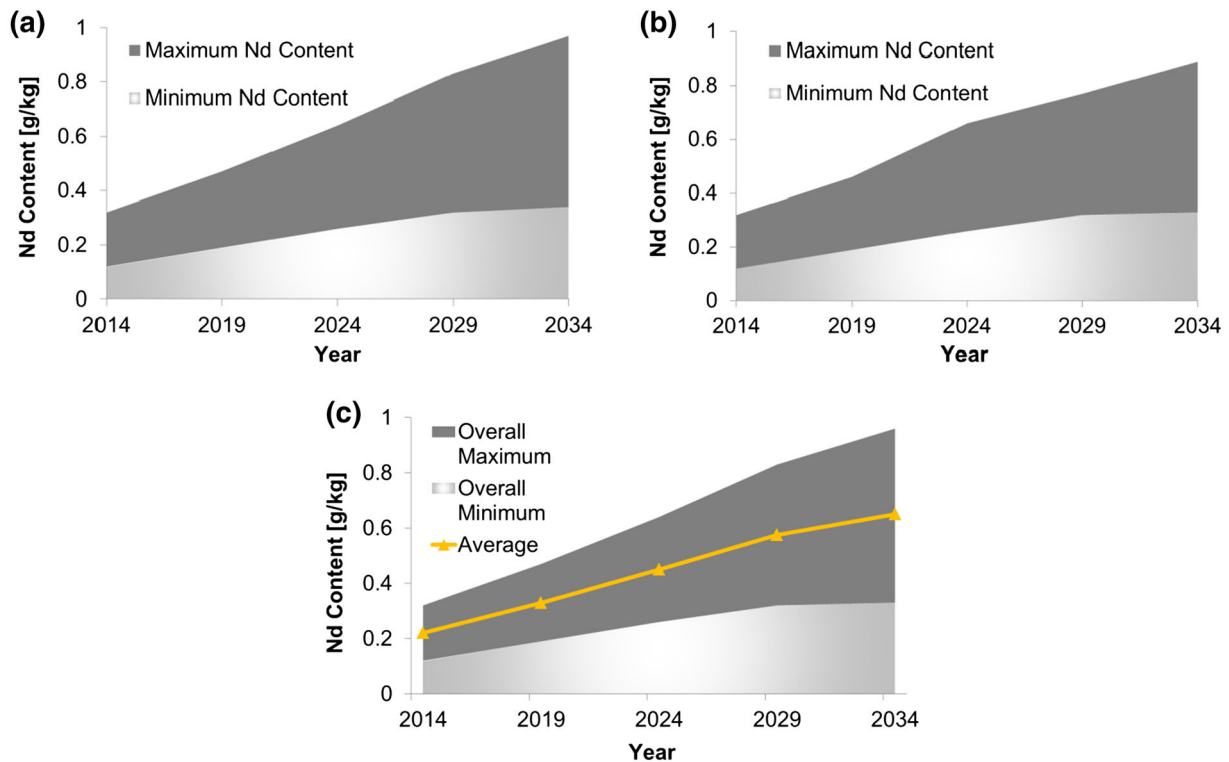 (a)
Nd Content [g/kg]
1
0.8
0.6
0.4
0.2
0
Maximum Nd Content
Minimum Nd Content
2014 2019 2024 2029 2034
Year
(b)
Nd Content [g/kg]
1
0.8
0.6
0.4
0.2
0
Maximum Nd Content
Minimum Nd Content
2014 2019 2024 2029 2034
Year
(c)
Nd Content [g/kg]
1
0.8
0.6
0.4
0.2
0
Overall
Maximum
Overall
Minimum
Average
2014 2019 2024 2029 2034
Year